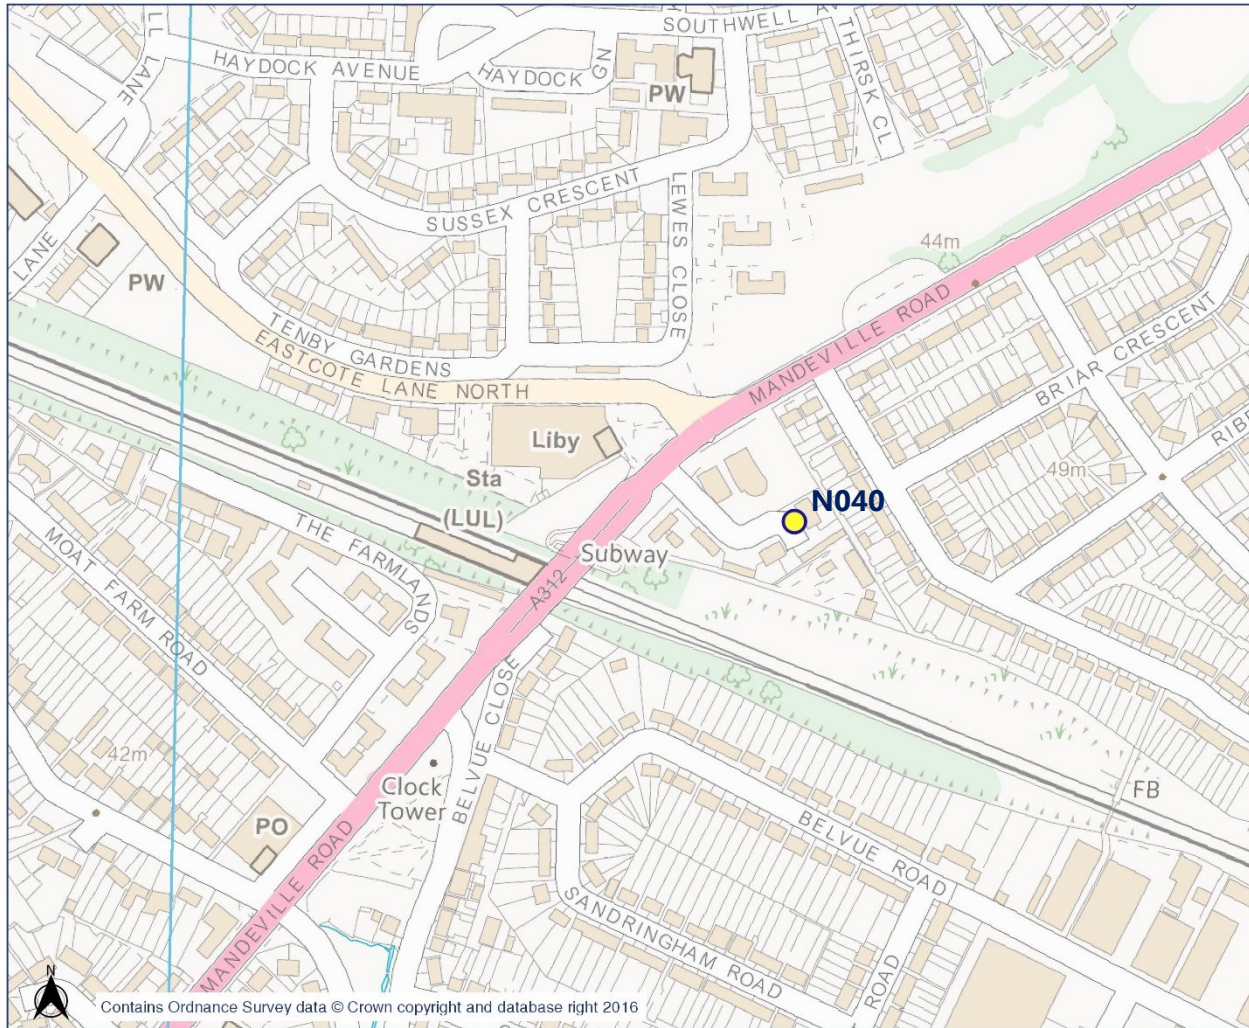 SOUTHWELL AV
THIRSK CL
LL LANE
HAYDOCK AVENUE
HAYDOCK GN
PW
SUSSEX CRESCENT
LEWES CLOSE
LANE
PW
44m
TENBY GARDENS
EASTCOTE LANE NORTH
MANDEVILLE ROAD
BRIAR CRESCENT
RIBE
Liby
Sta
(LUL)
49m
N040
THE FARMLANDS
Subway
A312
MOAT FARM ROAD
42m
Clock
Tower
BELVUE CLOSE
FB
PO
BELVUE ROAD
MANDEVILLE ROAD
SANDRINGHAM ROAD
ROAD
N
Contains Ordnance Survey data © Crown copyright and database right 2016